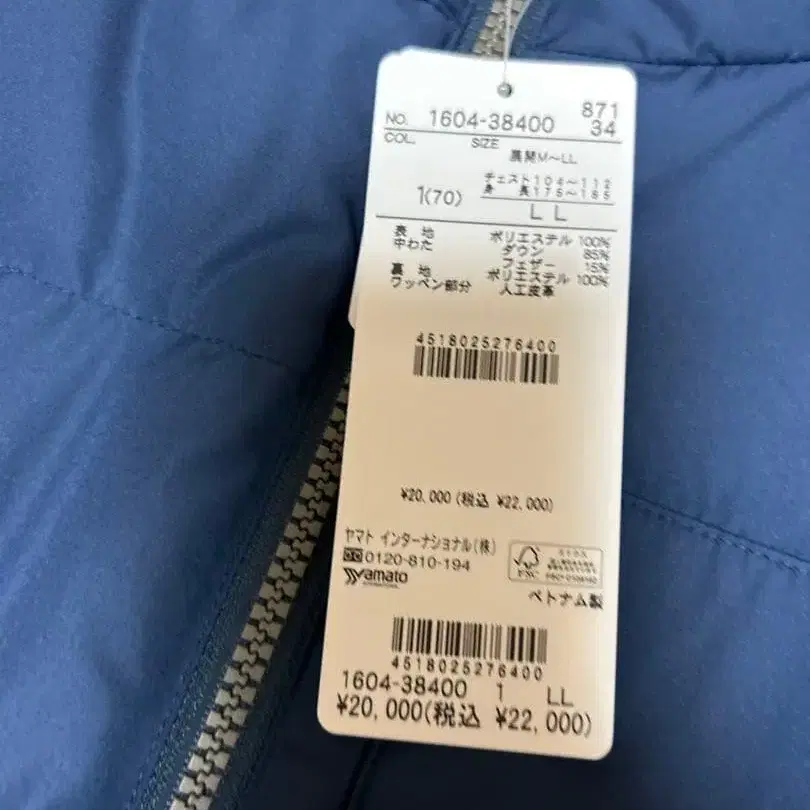 NO. 1604-38400 871
34
COL. SIZE
展開M〜LL
1(70) チェスト104〜112
身 長175〜185
LL
表 地 ポリエステル 100%
中わた ダウン 85%
フェザー 15%
裏 地 ポリエステル 100%
ワッペン部分 人工皮革
4518025276400
¥20,000 (税込 ¥22,000)
ヤマト インターナショナル(株)
0120-810-194
Yamato
INTERNATIONAL
FSC
ベトナム製
4518025276400
1604-38400 1 LL
¥20,000(税込 ¥22,000)